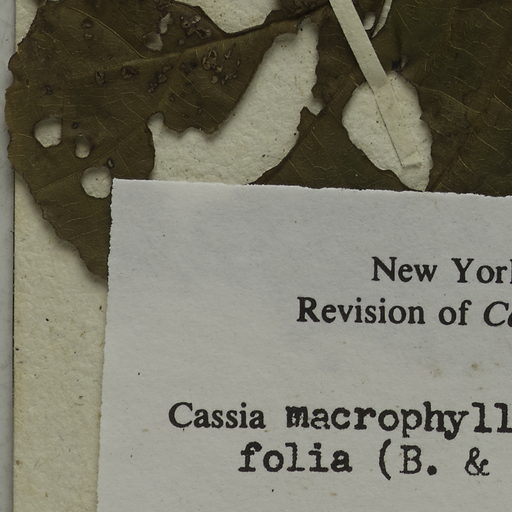 New Yor
Revision of C
Cassia macrophyll
folia (B. &